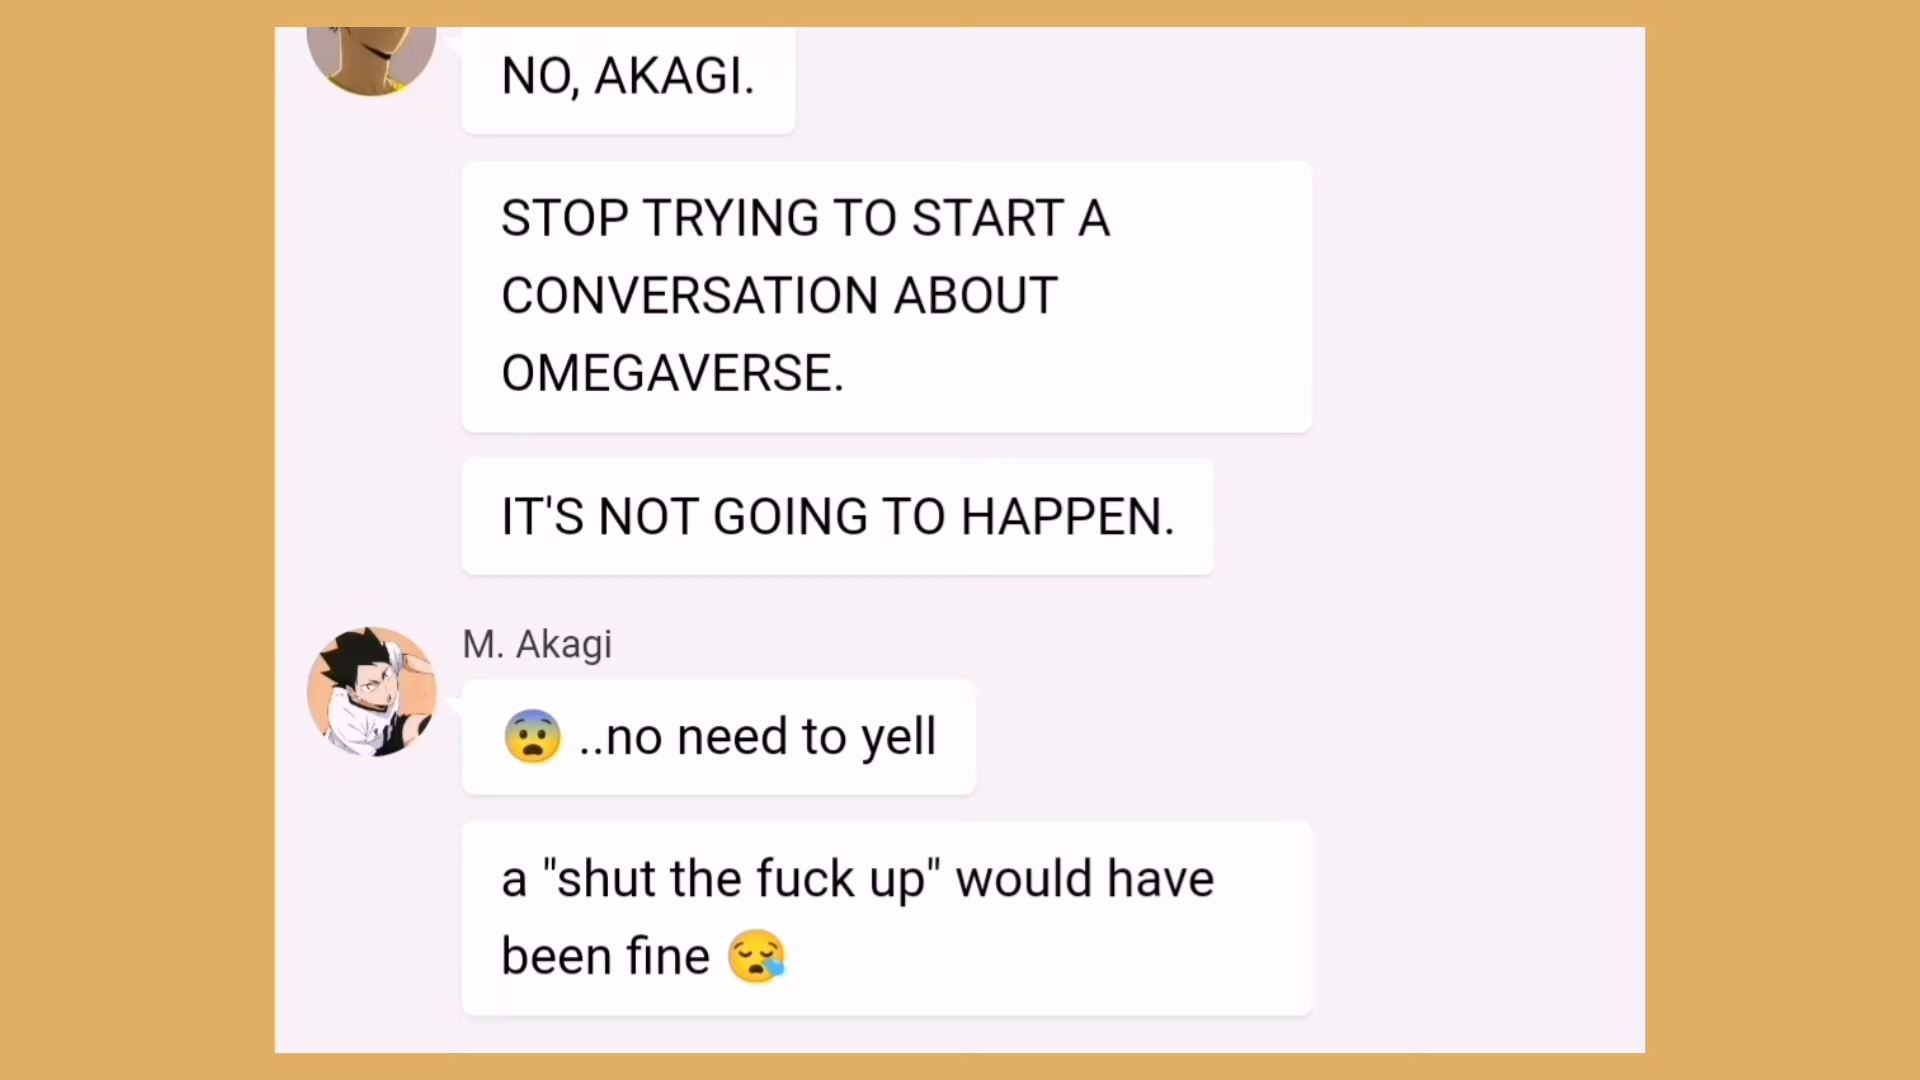 NO, AKAGI.
STOP TRYING TO START A
CONVERSATION ABOUT
OMEGAVERSE.
IT'S NOT GOING TO HAPPEN.
M. Akagi
😨 ..no need to yell
a "shut the fuck up" would have
been fine 😪